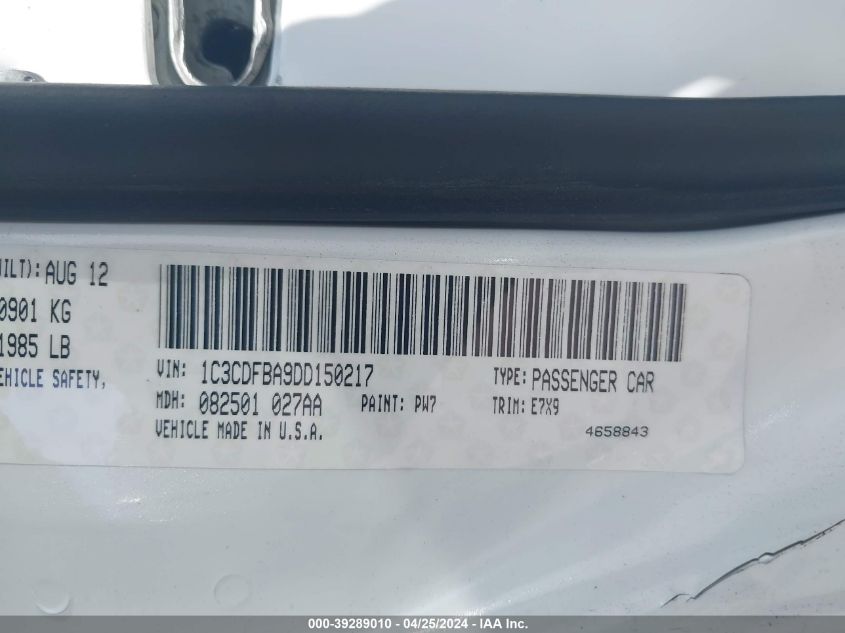 UILT): AUG 12
0901 KG
1985 LB
EHICLE SAFETY,
VIN: 1C3CDFBA9DD150217 TYPE: PASSENGER CAR
MDH: 082501 027AA PAINT: PW7 TRIM: E7X9
VEHICLE MADE IN U.S.A. 4658843
000-39289010 - 04/25/2024 - IAA Inc.